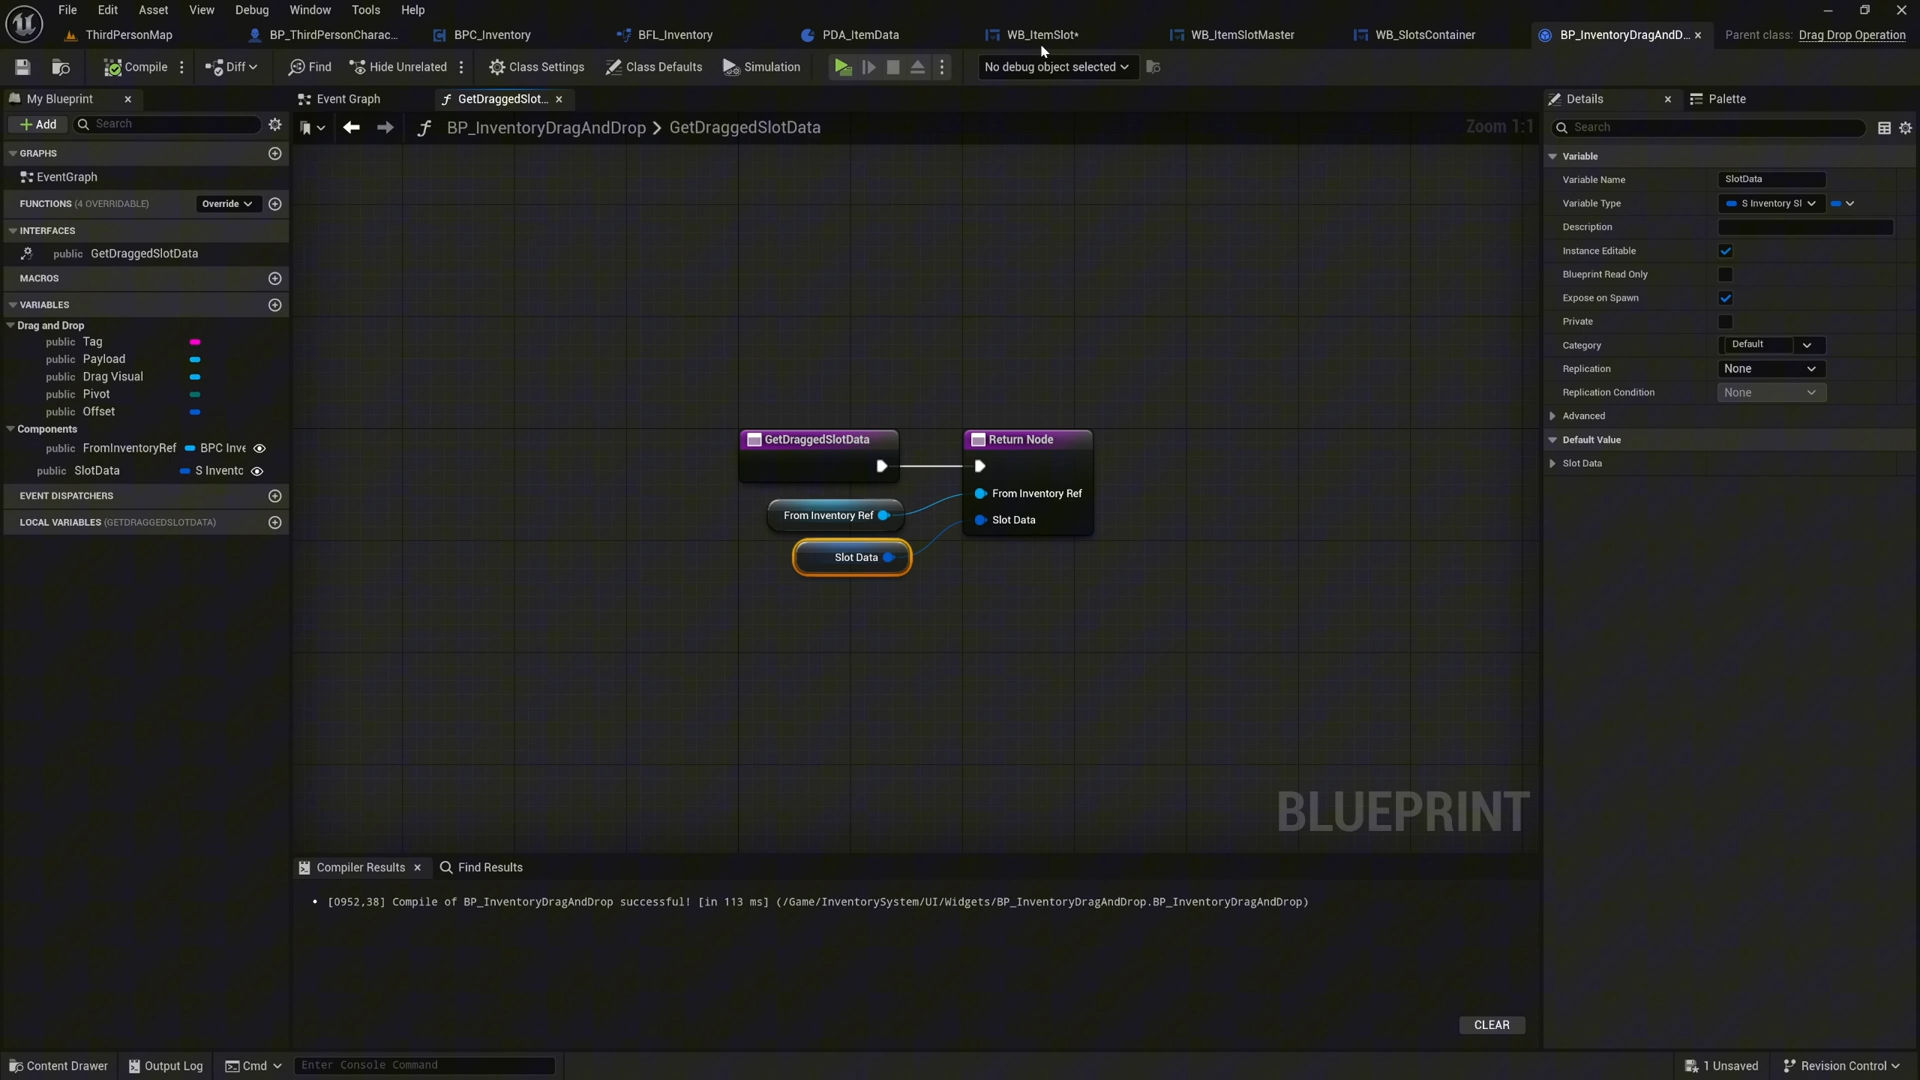 File Edit Asset View Debug Window Tools Help
ThirdPersonMap BP_ThirdPersonCharac... BPC_Inventory BFL_Inventory PDA_ItemData WB_ItemSlot* WB_ItemSlotMaster WB_SlotsContainer BP_InventoryDragAndD... Parent class: Drag Drop Operation
Compile Diff Find Hide Unrelated Class Settings Class Defaults Simulation No debug object selected
My Blueprint Event Graph GetDraggedSlot... Details Palette
Add Search BP_InventoryDragAndDrop > GetDraggedSlotData Zoom 1:1 Search
GRAPHS
EventGraph
FUNCTIONS (4 OVERRIDABLE) Override
INTERFACES
public GetDraggedSlotData
MACROS
VARIABLES
Drag and Drop
public Tag
public Payload
public Drag Visual
public Pivot
public Offset
Components
public FromInventoryRef BPC Inve
public SlotData S Invento
EVENT DISPATCHERS
LOCAL VARIABLES (GETDRAGGEDSLOTDATA)
GetDraggedSlotData Return Node
From Inventory Ref From Inventory Ref
Slot Data Slot Data
BLUEPRINT
Variable
Variable Name SlotData
Variable Type S Inventory Sl
Description
Instance Editable
Blueprint Read Only
Expose on Spawn
Private
Category Default
Replication None
Replication Condition None
Advanced
Default Value
Slot Data
Compiler Results Find Results
• [0952,38] Compile of BP_InventoryDragAndDrop successful! [in 113 ms] (/Game/InventorySystem/UI/Widgets/BP_InventoryDragAndDrop.BP_InventoryDragAndDrop)
CLEAR
Content Drawer Output Log Cmd Enter Console Command 1 Unsaved Revision Control